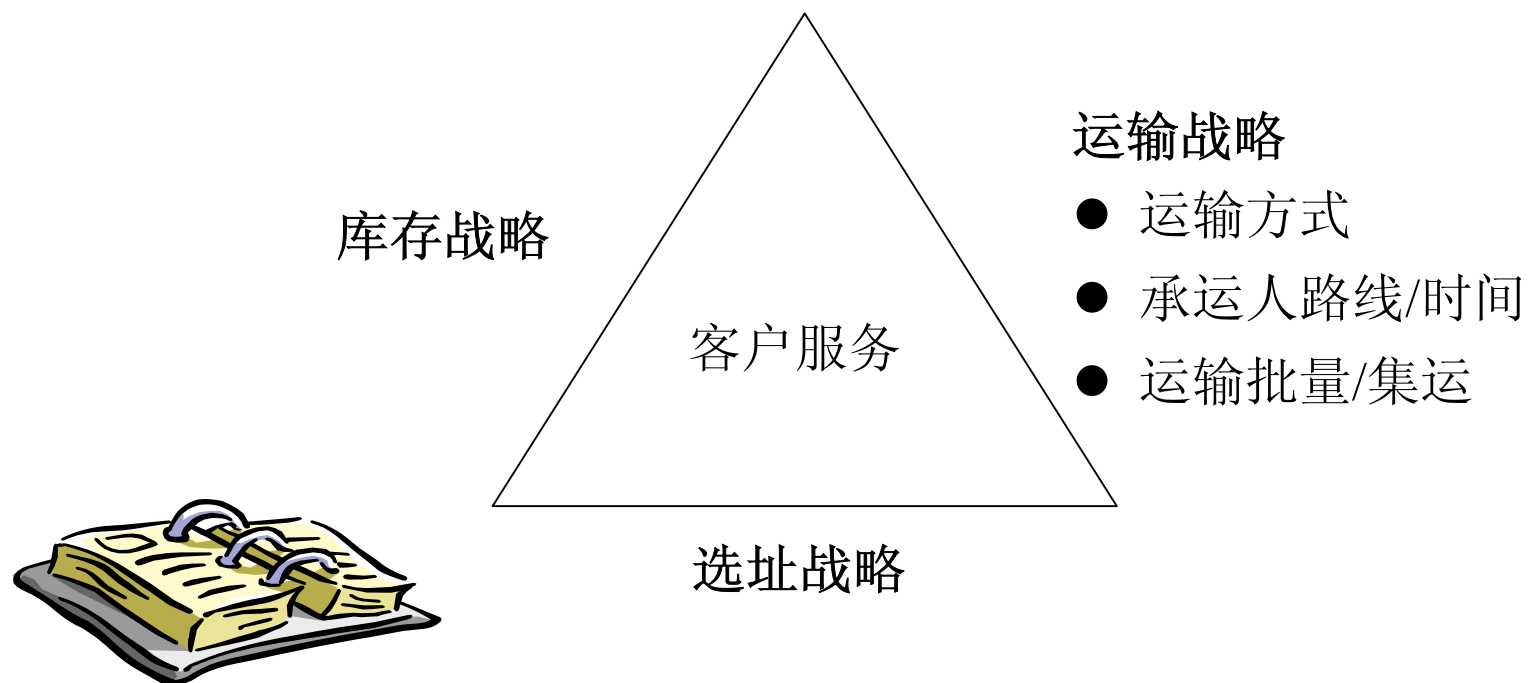 库存战略
客户服务
选址战略
运输战略
● 运输方式
● 承运人路线/时间
● 运输批量/集运